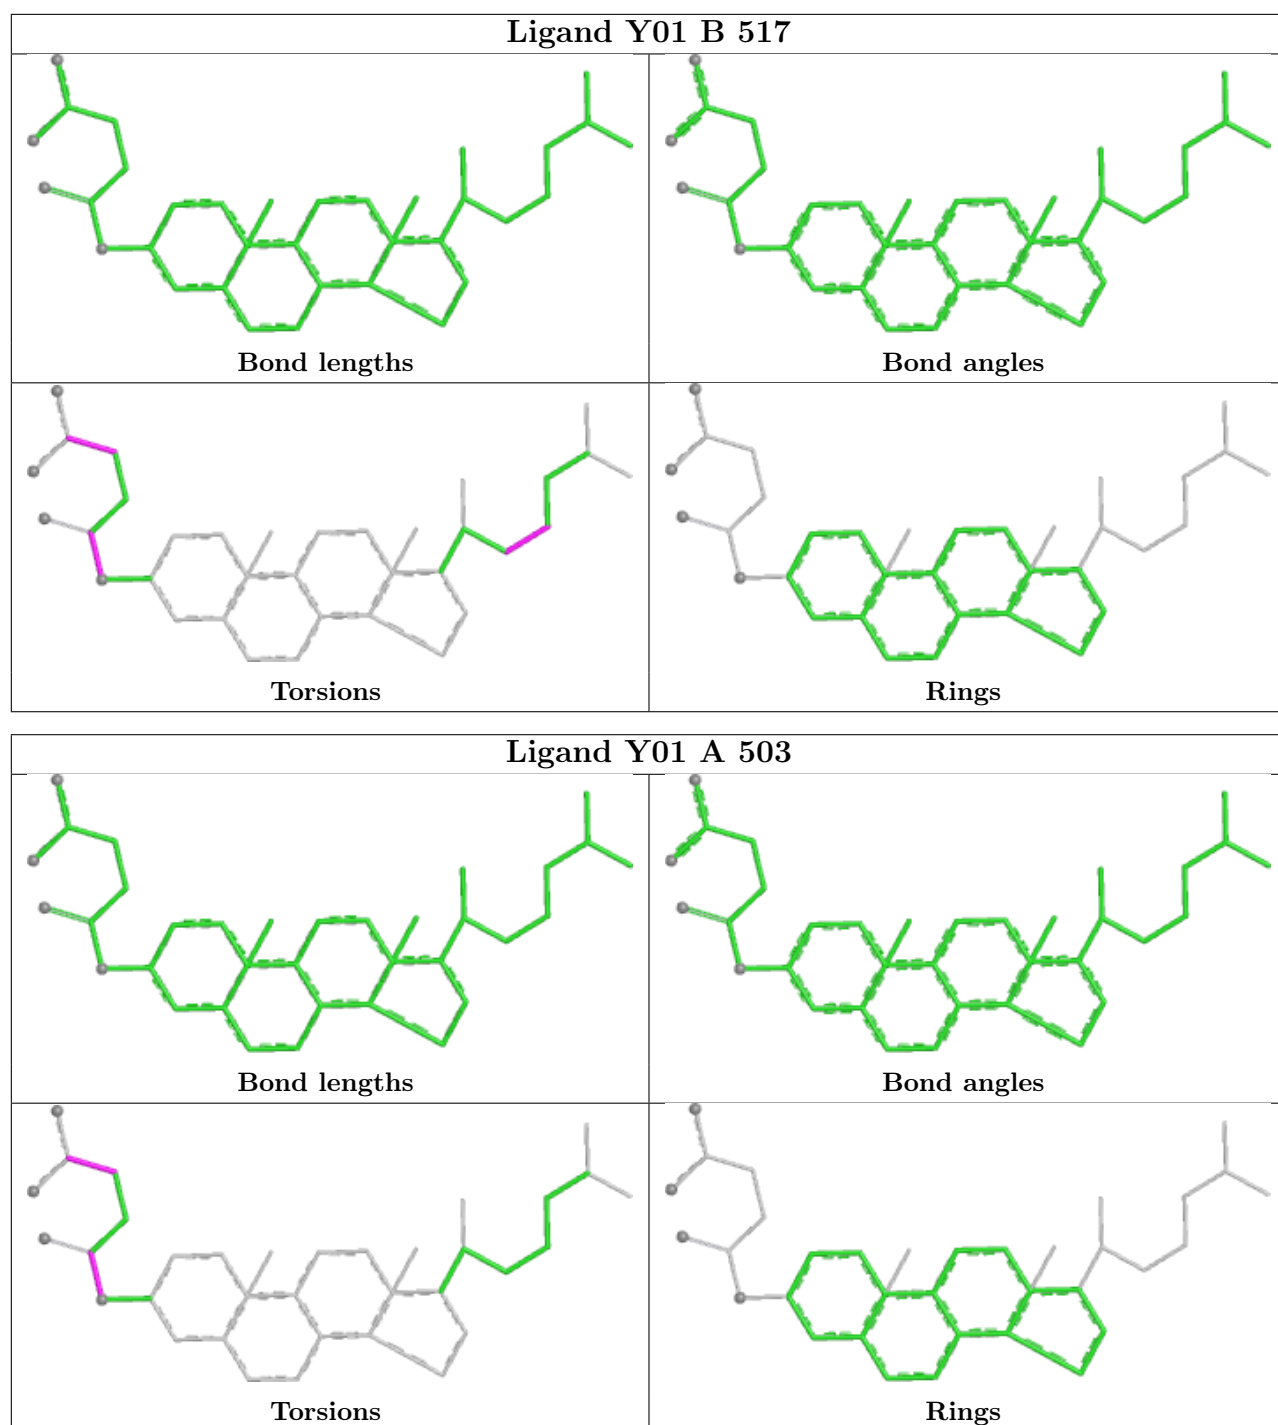 Ligand Y01 B 517
Bond lengths
Bond angles
Torsions
Rings
Ligand Y01 A 503
Bond lengths
Bond angles
Torsions
Rings